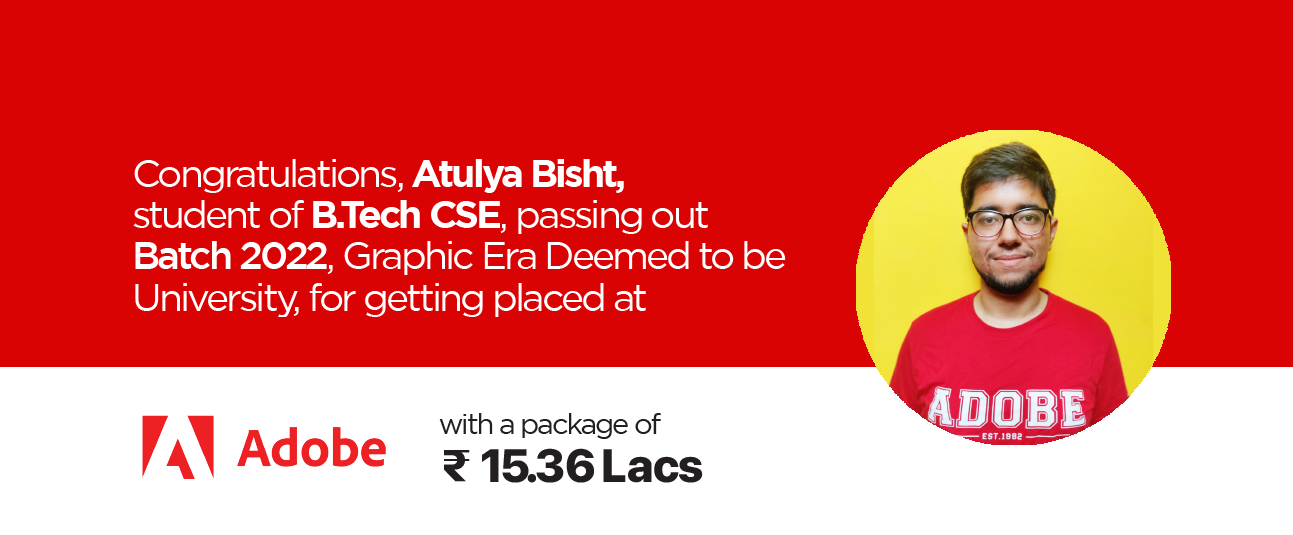 Congratulations, Atulya Bisht,
student of B.Tech CSE, passing out
Batch 2022, Graphic Era Deemed to be
University, for getting placed at
Adobe
with a package of
₹ 15.36 Lacs
ADOBE
EST.1982